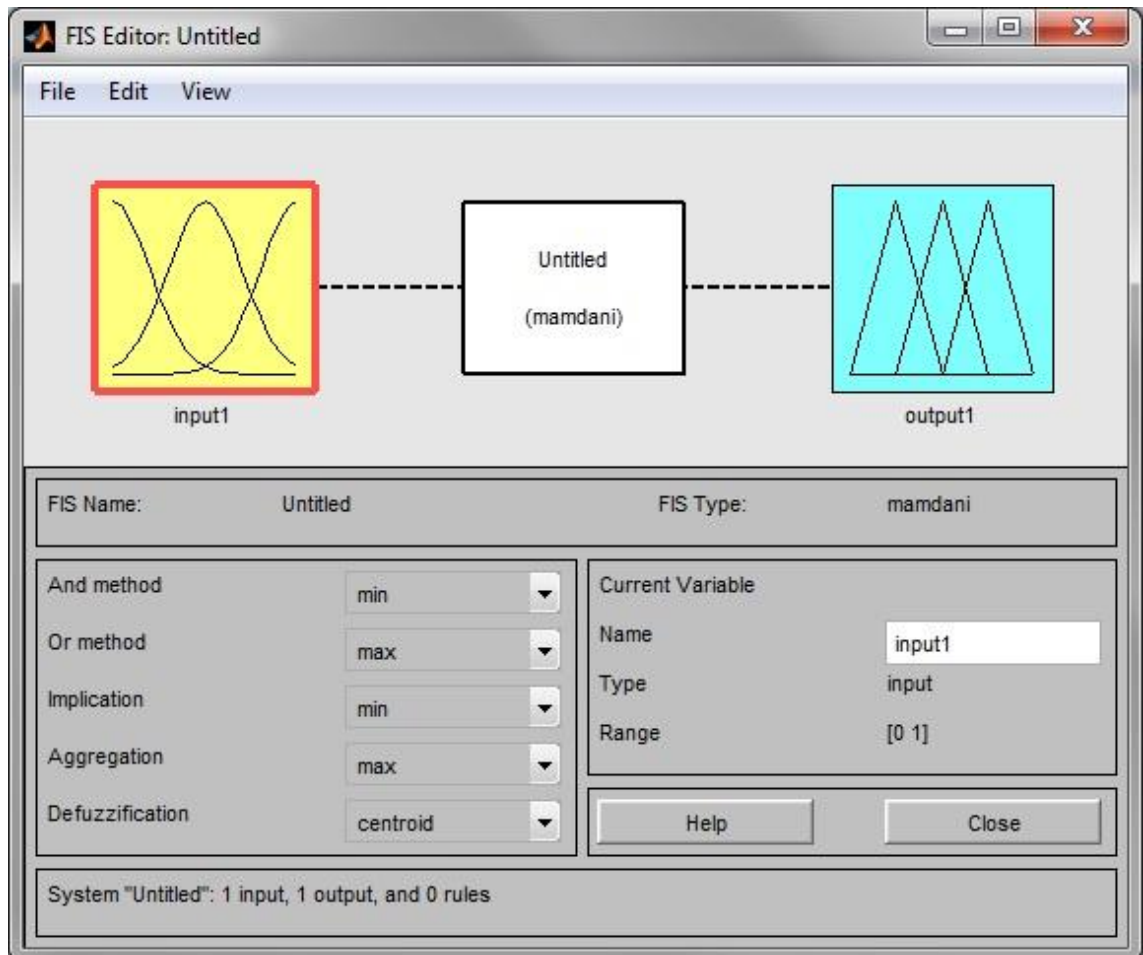 FIS Editor: Untitled
File Edit View
Untitled
(mamdani)
input1
output1
FIS Name: Untitled FIS Type: mamdani
And method min
Or method max
Implication min
Aggregation max
Defuzzification centroid
Current Variable
Name input1
Type input
Range [0 1]
Help Close
System "Untitled": 1 input, 1 output, and 0 rules